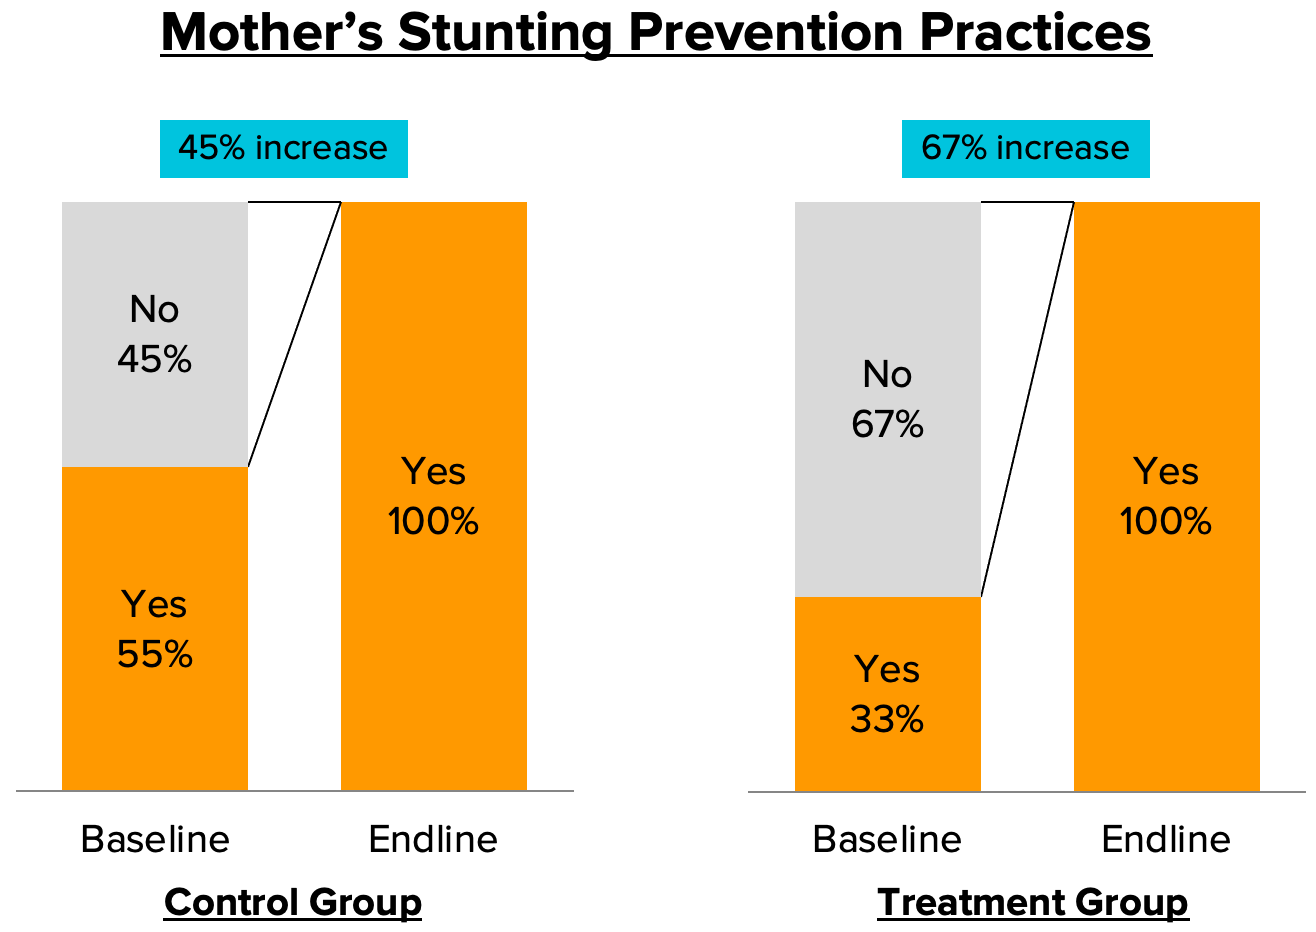 Mother’s Stunting Prevention Practices
45% increase
No
45%
Yes
55%
Yes
100%
Baseline
Endline
Control Group
67% increase
No
67%
Yes
33%
Yes
100%
Baseline
Endline
Treatment Group